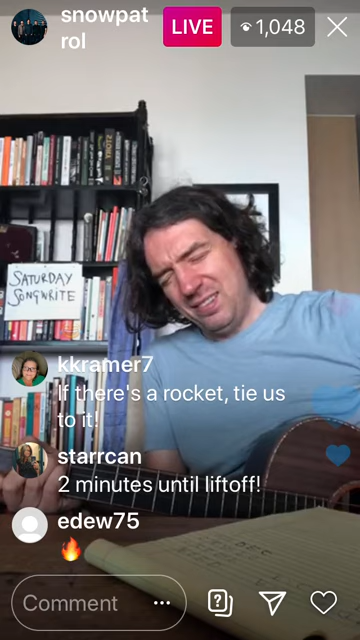 snowpat
rol
LIVE
1,048
SATURDAY
SONGWRITE
kkramer7
If there's a rocket, tie us
to it!
starrcan
2 minutes until liftoff!
edew75
🔥
Comment